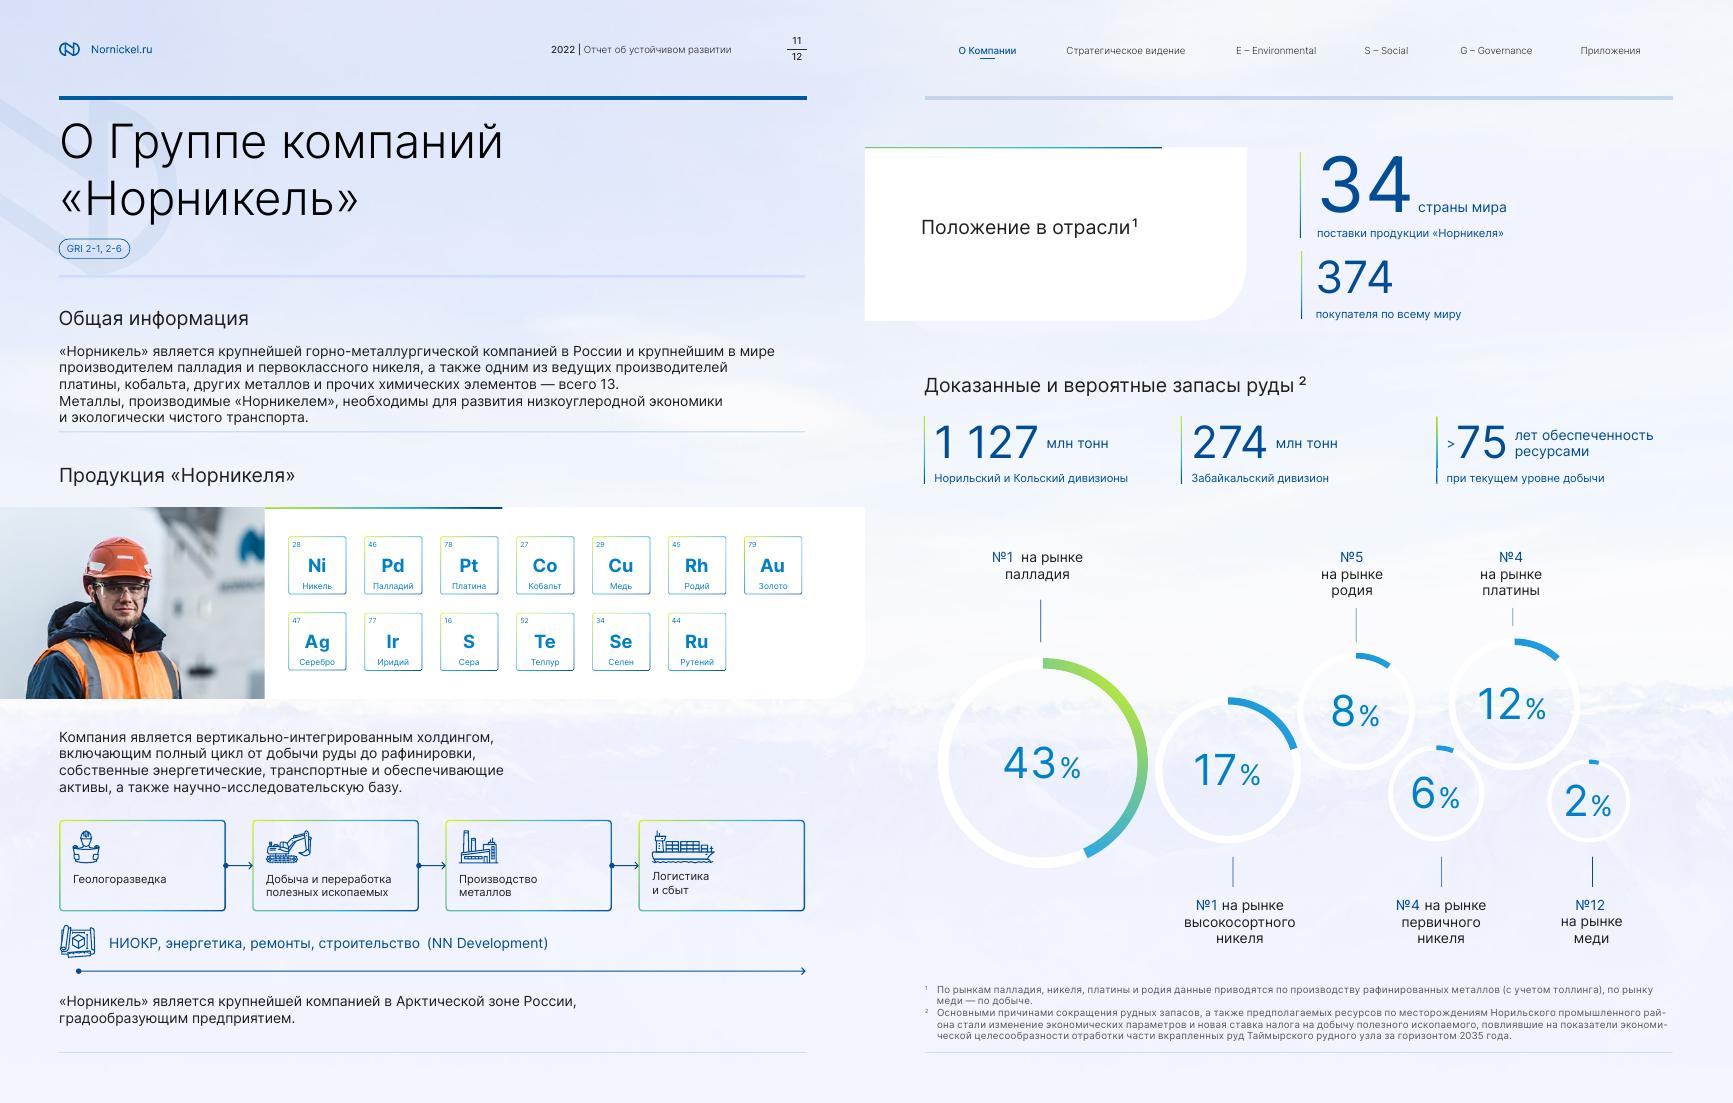 Nornickel.ru
2022 | Отчет об устойчивом развитии
11
12
О Группе компаний
«Норникель»
GRI 2-1, 2-6
Общая информация
«Норникель» является крупнейшей горно-металлургической компанией в России и крупнейшим в мире
производителем палладия и первоклассного никеля, а также одним из ведущих производителей
платины, кобальта, других металлов и прочих химических элементов — всего 13.
Металлы, производимые «Норникелем», необходимы для развития низкоуглеродной экономики
и экологически чистого транспорта.
Продукция «Норникеля»
28
Ni
Никель
46
Pd
Палладий
78
Pt
Платина
27
Co
Кобальт
29
Cu
Медь
45
Rh
Родий
79
Au
Золото
47
Ag
Серебро
77
Ir
Иридий
16
S
Сера
52
Te
Теллур
34
Se
Селен
44
Ru
Рутений
Компания является вертикально-интегрированным холдингом,
включающим полный цикл от добычи руды до рафинировки,
собственные энергетические, транспортные и обеспечивающие
активы, а также научно-исследовательскую базу.
Геологоразведка
Добыча и переработка
полезных ископаемых
Производство
металлов
Логистика
и сбыт
НИОКР, энергетика, ремонты, строительство (NN Development)
«Норникель» является крупнейшей компанией в Арктической зоне России,
градообразующим предприятием.
О Компании
Стратегическое видение
E – Environmental
S – Social
G – Governance
Приложения
Положение в отрасли¹
34 страны мира
поставки продукции «Норникеля»
374
покупателя по всему миру
Доказанные и вероятные запасы руды ²
1 127 млн тонн
Норильский и Кольский дивизионы
274 млн тонн
Забайкальский дивизион
>75 лет обеспеченность
ресурсами
при текущем уровне добычи
№1 на рынке
палладия
43%
№1 на рынке
высокосортного
никеля
17%
№5
на рынке
родия
8%
№4 на рынке
первичного
никеля
6%
№4
на рынке
платины
12%
№12
на рынке
меди
2%
¹ По рынкам палладия, никеля, платины и родия данные приводятся по производству рафинированных металлов (с учетом толлинга), по рынку
меди — по добыче.
² Основными причинами сокращения рудных запасов, а также предполагаемых ресурсов по месторождениям Норильского промышленного рай-
она стали изменение экономических параметров и новая ставка налога на добычу полезного ископаемого, повлиявшие на показатели экономи-
ческой целесообразности отработки части вкрапленных руд Таймырского рудного узла за горизонтом 2035 года.